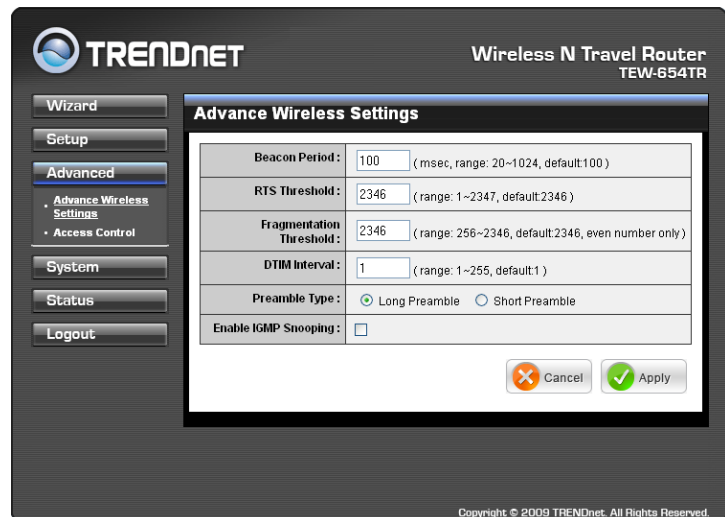 TRENDNET
Wireless N Travel Router
TEW-654TR
Wizard
Setup
Advanced
Advance Wireless
Settings
Access Control
System
Status
Logout
Advance Wireless Settings
Beacon Period : 100 ( msec, range: 20~1024, default:100 )
RTS Threshold : 2346 ( range: 1~2347, default:2346 )
Fragmentation
Threshold : 2346 ( range: 256~2346, default:2346, even number only )
DTIM Interval : 1 ( range: 1~255, default:1 )
Preamble Type : Long Preamble Short Preamble
Enable IGMP Snooping :
Cancel Apply
Copyright © 2009 TRENDnet. All Rights Reserved.